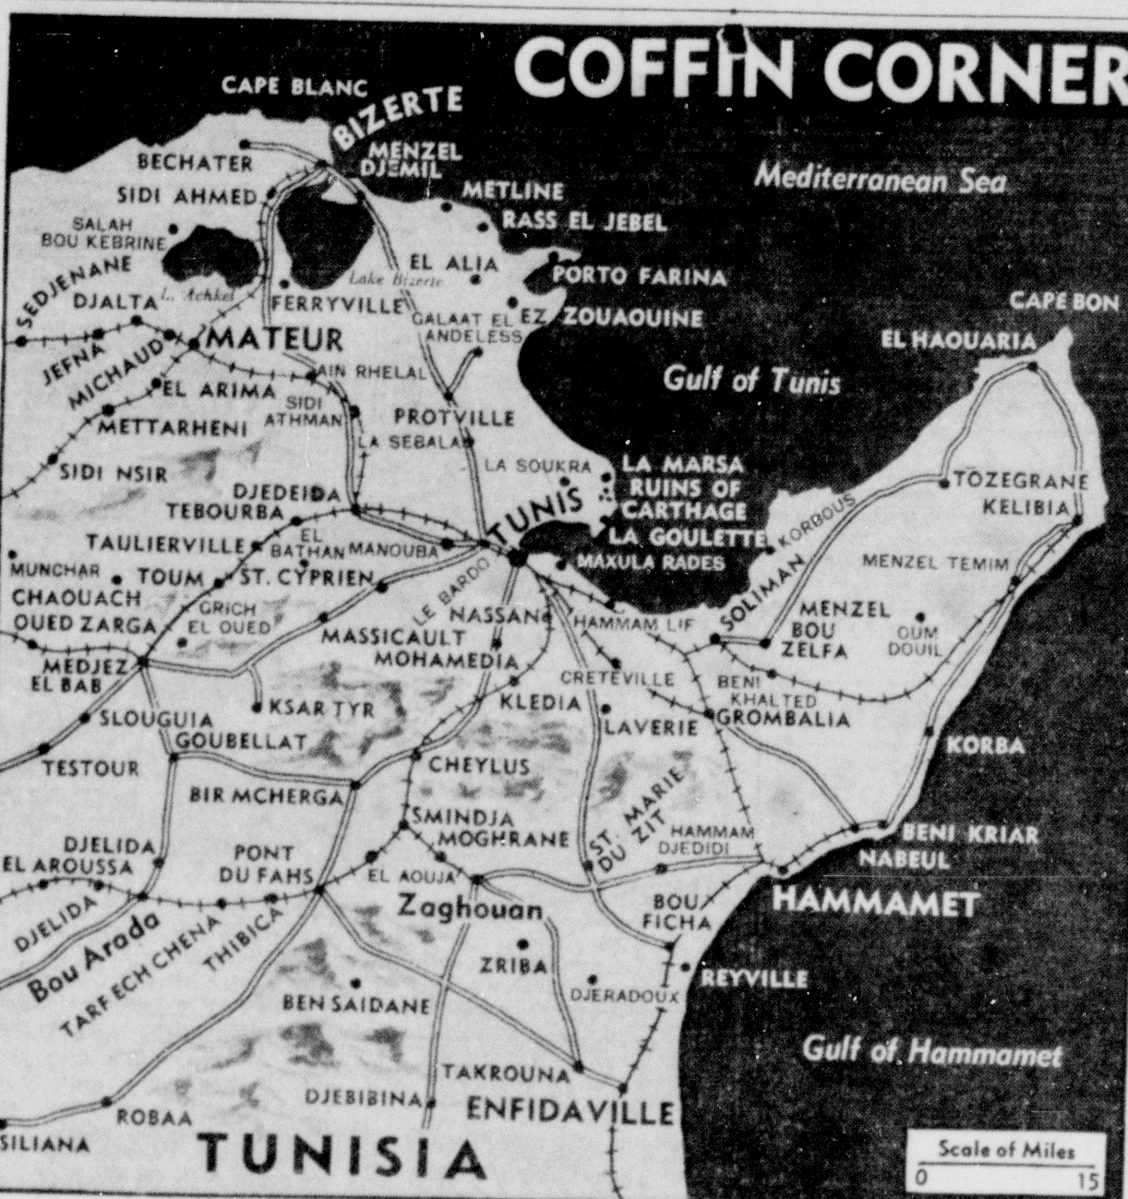 COFFIN CORNER
CAPE BLANC
BIZERTE
MENZEL
DJEMIL
BECHATER
Mediterranean Sea
SIDI AHMED
METLINE
RASS EL JEBEL
SALAH
BOU KEBRINE
EL ALIA
PORTO FARINA
SEDJENANE
Lake Bizerte
L. Achkel
DJALTA
FERRYVILLE
CAPE BON
GALAAT EL
ANDELESS
EZ ZOUAOUINE
MATEUR
EL HAOUARIA
JEFNA
MICHAUD
AIN RHELAL
Gulf of Tunis
EL ARIMA
SIDI
ATHMAN
PROTVILLE
METTARHENI
LA SEBALA
SIDI NSIR
LA SOUKRA
LA MARSA
RUINS OF
CARTHAGE
LA GOULETTE
TOZEGRANE
KELIBIA
DJEDEIDA
TEBOURBA
TUNIS
KORBOUS
TAULIERVILLE
EL
BATHAN
MANOUBA
MAXULA RADES
MENZEL TEMIM
MUNCHAR
TOUM
ST. CYPRIEN
LE BARDO
SOLIMAN
CHAOUACH
OUED ZARGA
GRICH
EL OUED
NASSAN
HAMMAM LIF
MENZEL
BOU
ZELFA
OUM
DOUIL
MASSICAULT
MOHAMEDIA
MEDJEZ
EL BAB
CRETEVILLE
BENI
KHALTED
KSAR TYR
KLEDIA
LAVERIE
GROMBALIA
SLOUGUIA
GOUBELLAT
KORBA
TESTOUR
CHEYLUS
BIR MCHERGA
ST. MARIE
DU ZIT
SMINDJA
MOGHRANE
HAMMAM
DJEDIDI
BENI KRIAR
NABEUL
DJELIDA
EL AROUSSA
PONT
DU FAHS
EL AOUJA
HAMMAMET
Zaghouan
BOU
FICHA
DJELIDA
Bou Arada
TARF ECH CHENA
THIBICA
ZRIBA
REYVILLE
BEN SAIDANE
DJERADOUX
Gulf of Hammamet
TAKROUNA
DJEBIBINA
ENFIDAVILLE
ROBAA
SILIANA
TUNISIA
Scale of Miles
0 15